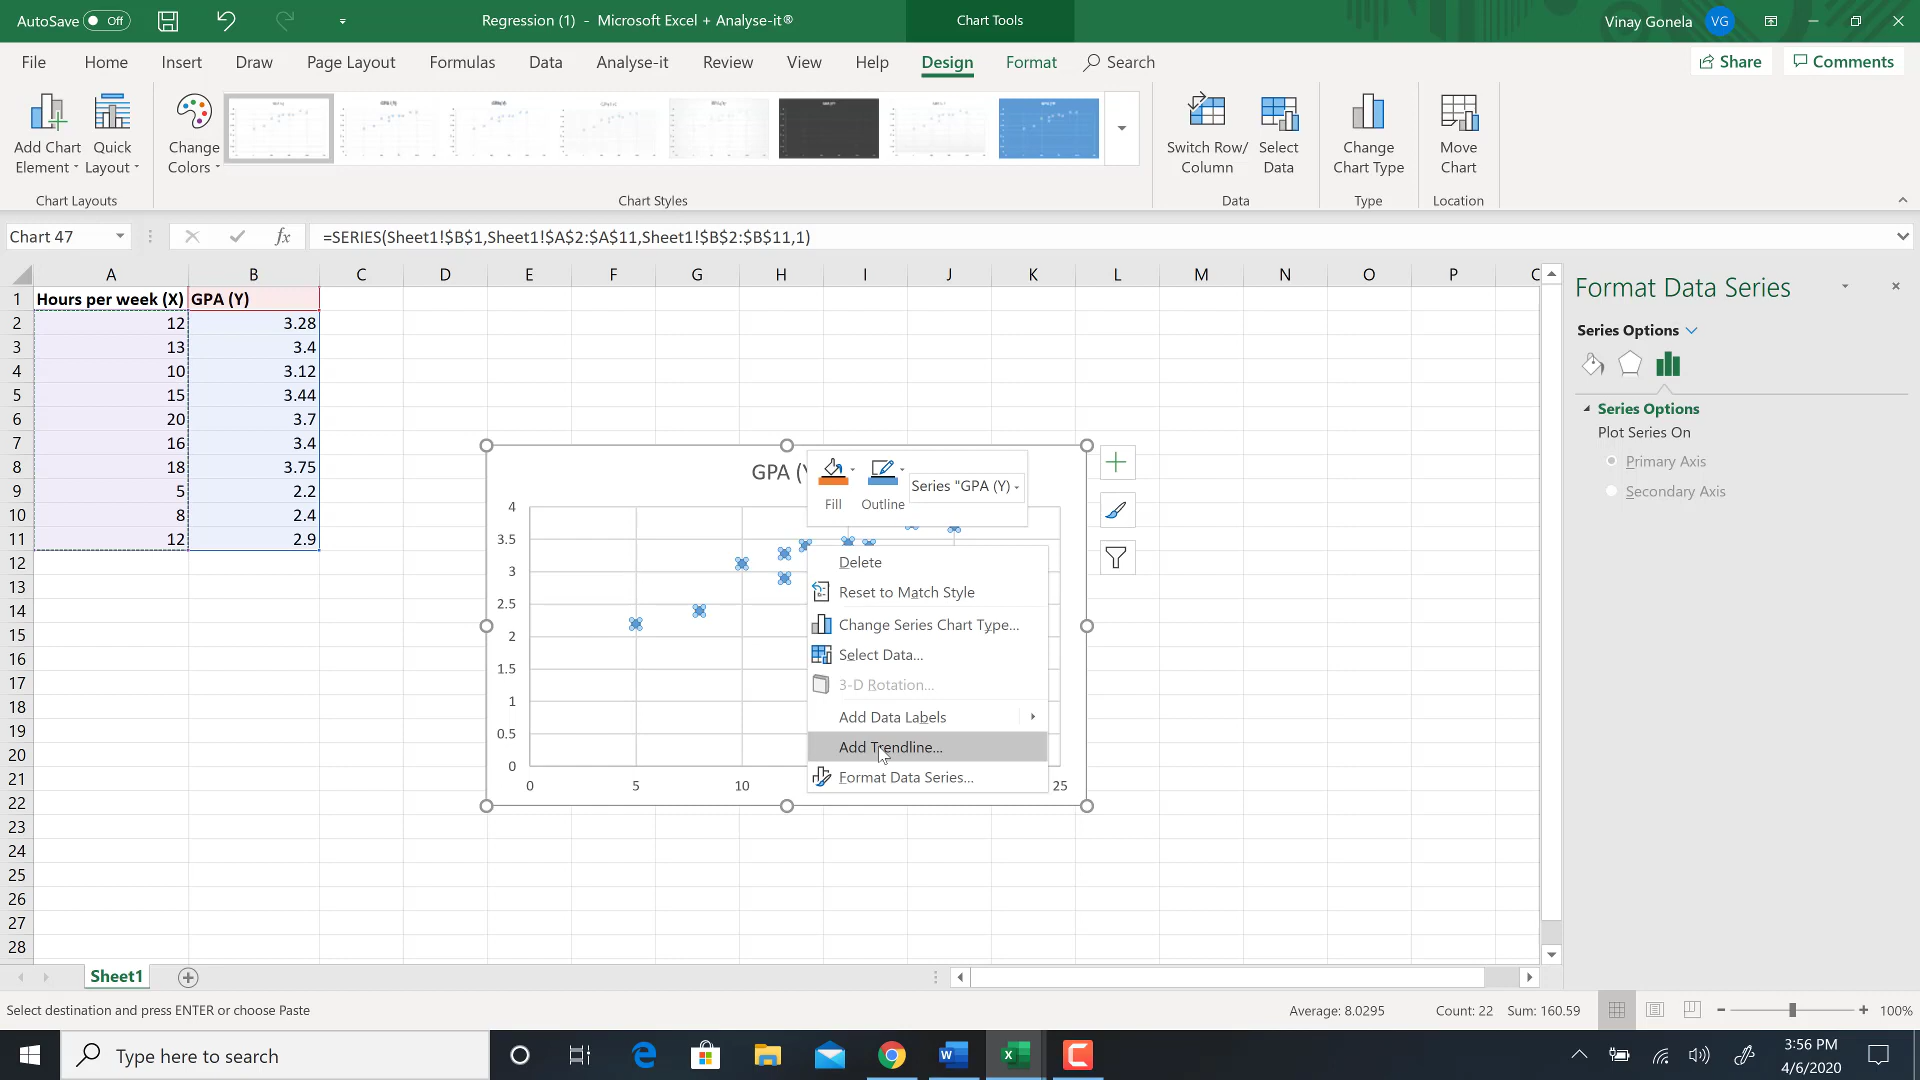 AutoSave Off
Regression (1) - Microsoft Excel + Analyse-it®
Chart Tools
Vinay Gonela VG
File Home Insert Draw Page Layout Formulas Data Analyse-it Review View Help Design Format Search
Share Comments
Add Chart Element
Quick Layout
Change Colors
Switch Row/ Column
Select Data
Change Chart Type
Move Chart
Chart Layouts
Chart Styles
Data
Type
Location
Chart 47
fx
=SERIES(Sheet1!$B$1,Sheet1!$A$2:$A$11,Sheet1!$B$2:$B$11,1)
A B C D E F G H I J K L M N O P
1 Hours per week (X) GPA (Y)
2 12 3.28
3 13 3.4
4 10 3.12
5 15 3.44
6 20 3.7
7 16 3.4
8 18 3.75
9 5 2.2
10 8 2.4
11 12 2.9
12
13
14
15
16
17
18
19
20
21
22
23
24
25
26
27
28
GPA (Y
4
3.5
3
2.5
2
1.5
1
0.5
0
0 5 10 25
Fill
Outline
Series "GPA (Y)
Delete
Reset to Match Style
Change Series Chart Type...
Select Data...
3-D Rotation...
Add Data Labels
Add Trendline...
Format Data Series...
Format Data Series
Series Options
Series Options
Plot Series On
Primary Axis
Secondary Axis
Sheet1
Select destination and press ENTER or choose Paste
Average: 8.0295 Count: 22 Sum: 160.59
100%
Type here to search
3:56 PM
4/6/2020